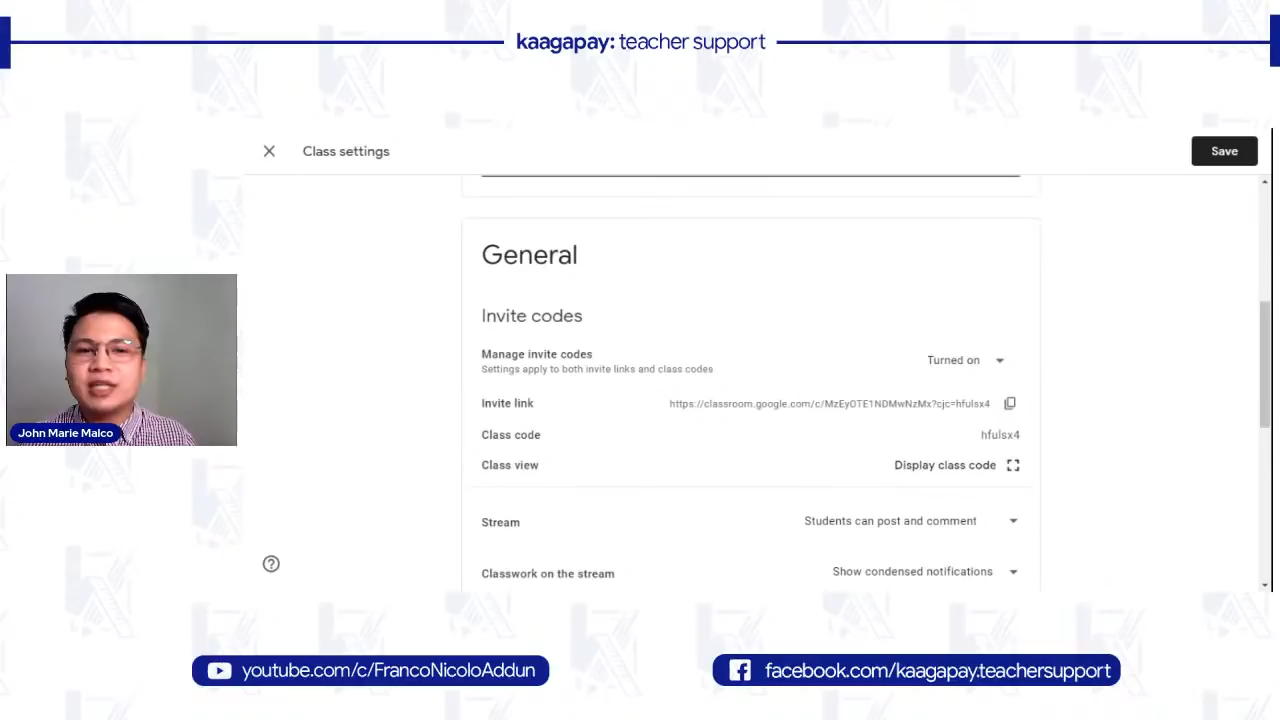 kaagapay: teacher support
Class settings
Save
General
Invite codes
Manage invite codes
Turned on
Settings apply to both invite links and class codes
Invite link
https://classroom.google.com/c/MzEyOTE1NDMwNzMx?cjc=hfulsx4
Class code
hfulsx4
Class view
Display class code
John Marie Malco
Stream
Students can post and comment
Classwork on the stream
Show condensed notifications
youtube.com/c/FrancoNicoloAddun
facebook.com/kaagapay.teachersupport